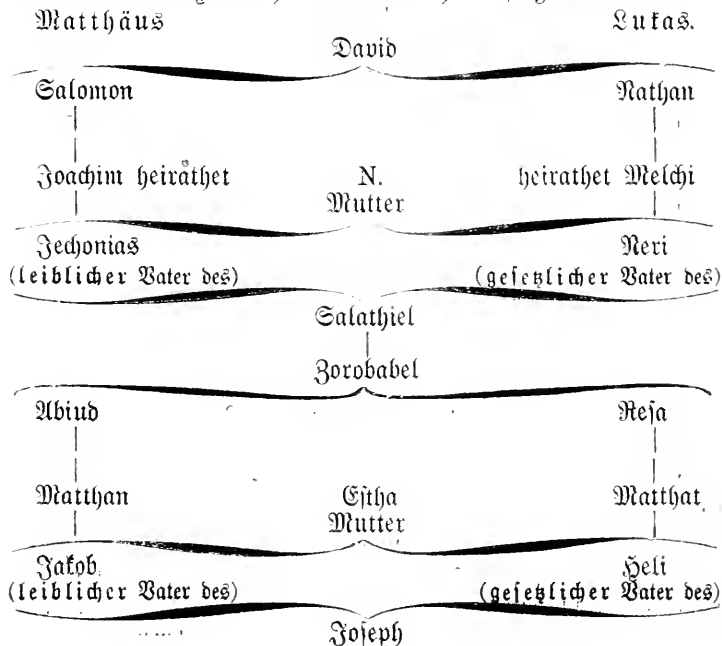 Matthäus Lukas.
David
Salomon Nathan
Joachim heirathet N. heirathet Melchi
Mutter
Jechonias Neri
(leiblicher Vater des) (gesetzlicher Vater des)
Salathiel
Zorobabel
Abiud Resa
Matthan Estha Matthat
Mutter
Jakob Heli
(leiblicher Vater des) (gesetzlicher Vater des)
Joseph